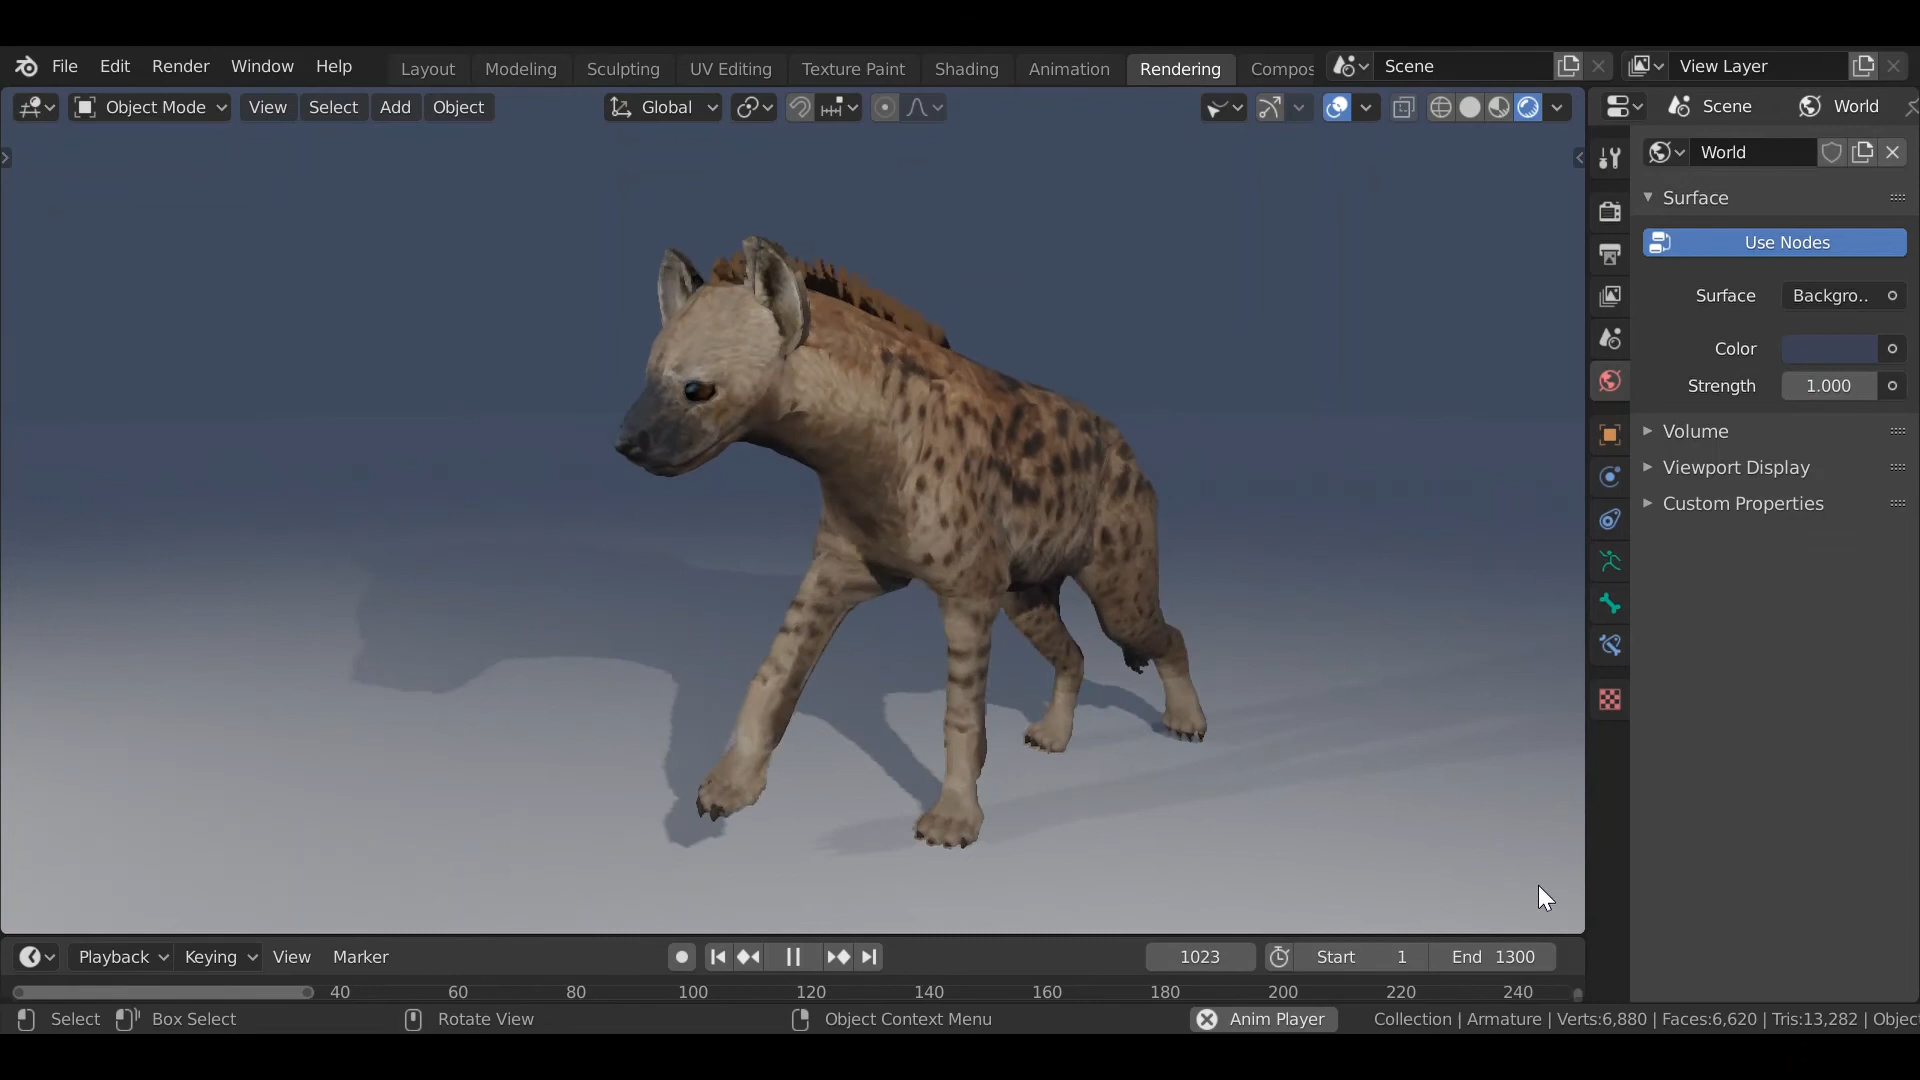 File Edit Render Window Help Layout Modeling Sculpting UV Editing Texture Paint Shading Animation Rendering Compos Scene View Layer
Object Mode View Select Add Object Global Scene World
World
Surface
Use Nodes
Surface Backgro..
Color
Strength 1.000
Volume
Viewport Display
Custom Properties
Playback Keying View Marker 1023 Start 1 End 1300
40 60 80 100 120 140 160 180 200 220 240
Select Box Select Rotate View Object Context Menu Anim Player Collection | Armature | Verts:6,880 | Faces:6,620 | Tris:13,282 | Objec